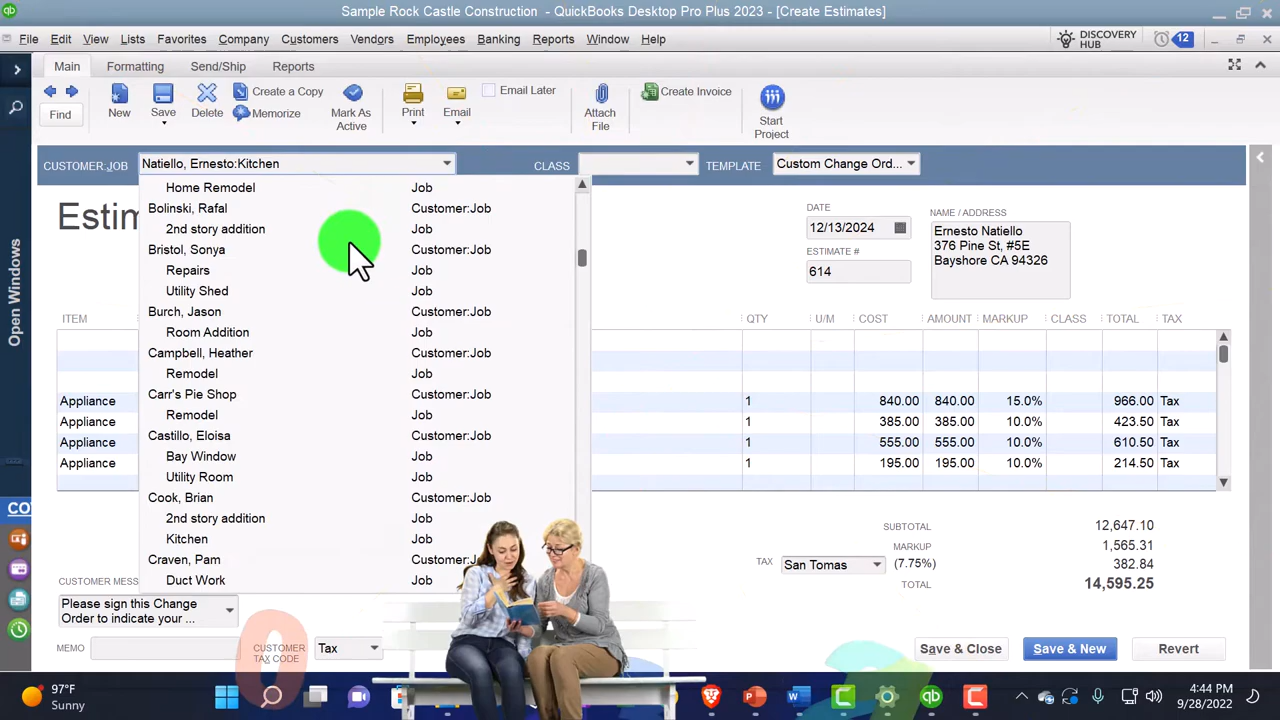 Sample Rock Castle Construction - QuickBooks Desktop Pro Plus 2023 - [Create Estimates]
File Edit View Lists Favorites Company Customers Vendors Employees Banking Reports Window Help
DISCOVERY HUB
12
Main Formatting Send/Ship Reports
Find
New
Save
Delete
Create a Copy
Memorize
Mark As Active
Print
Email
Email Later
Attach File
Create Invoice
Start Project
CUSTOMER:JOB Natiello, Ernesto:Kitchen CLASS TEMPLATE Custom Change Ord...
Home Remodel Job
Bolinski, Rafal Customer:Job
2nd story addition Job
Bristol, Sonya Customer:Job
Repairs Job
Utility Shed Job
Burch, Jason Customer:Job
Room Addition Job
Campbell, Heather Customer:Job
Remodel Job
Carr's Pie Shop Customer:Job
Remodel Job
Castillo, Eloisa Customer:Job
Bay Window Job
Utility Room Job
Cook, Brian Customer:Job
2nd story addition Job
Kitchen Job
Craven, Pam Customer:Job
Duct Work Job
Estim
DATE
12/13/2024
ESTIMATE #
614
NAME / ADDRESS
Ernesto Natiello
376 Pine St, #5E
Bayshore CA 94326
Open Windows
ITEM QTY U/M COST AMOUNT MARKUP CLASS TOTAL TAX
Appliance 1 840.00 840.00 15.0% 966.00 Tax
Appliance 1 385.00 385.00 10.0% 423.50 Tax
Appliance 1 555.00 555.00 10.0% 610.50 Tax
Appliance 1 195.00 195.00 10.0% 214.50 Tax
SUBTOTAL 12,647.10
MARKUP 1,565.31
TAX San Tomas (7.75%) 382.84
TOTAL 14,595.25
CUSTOMER MESS
Please sign this Change
Order to indicate your ...
MEMO
CUSTOMER TAX CODE
Tax
Save & Close
Save & New
Revert
97°F
Sunny
4:44 PM
9/28/2022